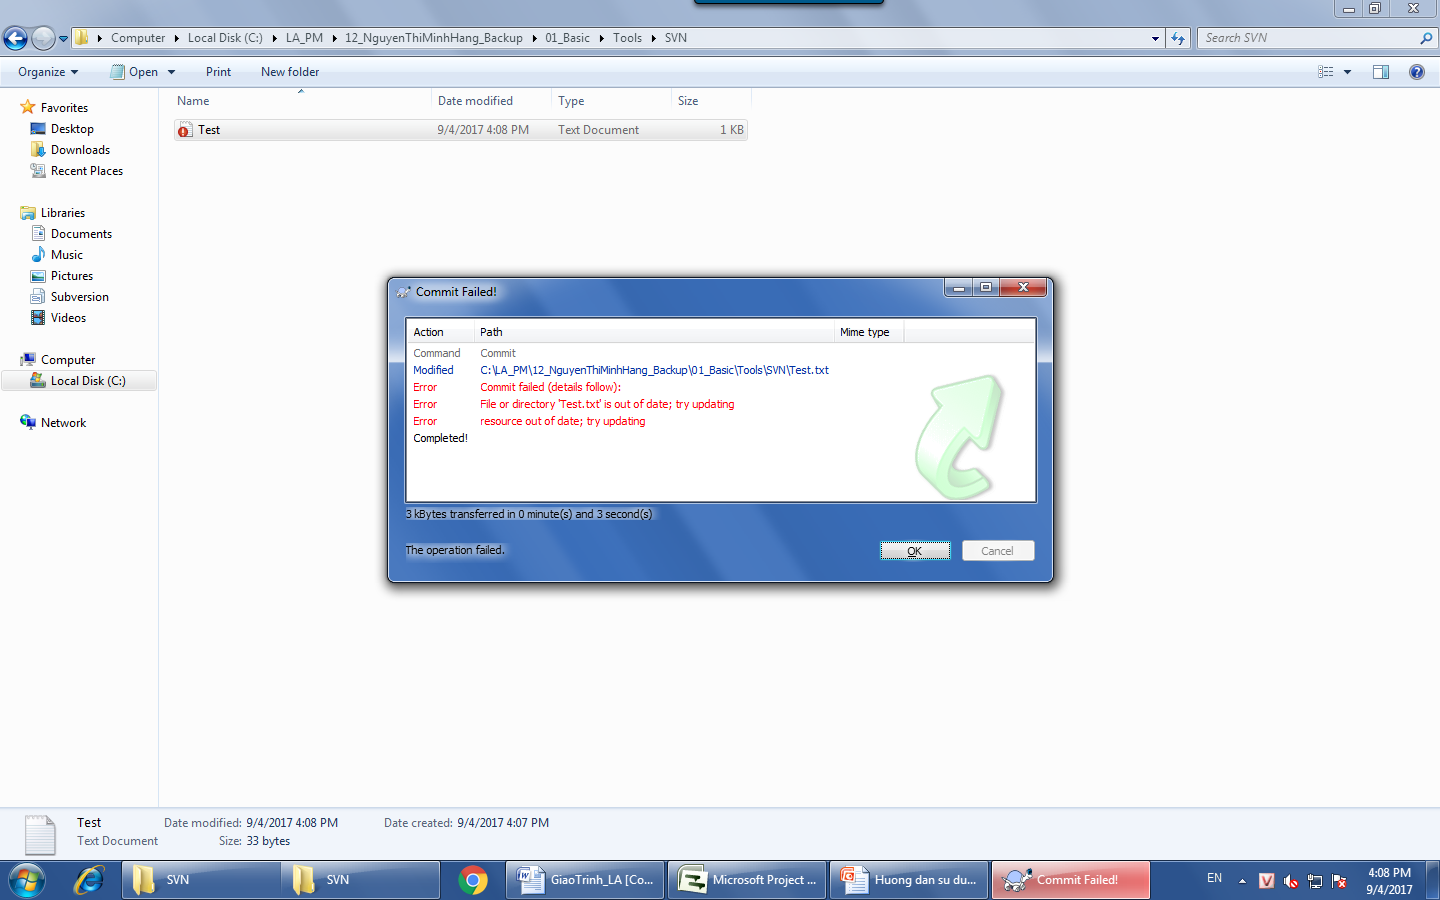 Computer Local Disk (C:) LA_PM 12_NguyenThiMinhHang_Backup 01_Basic Tools SVN
Search SVN
Organize Open Print New folder
Name Date modified Type Size
Test 9/4/2017 4:08 PM Text Document 1 KB
Favorites
Desktop
Downloads
Recent Places
Libraries
Documents
Music
Pictures
Subversion
Videos
Computer
Local Disk (C:)
Network
Commit Failed!
Action Path Mime type
Command Commit
Modified C:\LA_PM\12_NguyenThiMinhHang_Backup\01_Basic\Tools\SVN\Test.txt
Error Commit failed (details follow):
Error File or directory 'Test.txt' is out of date; try updating
Error resource out of date; try updating
Completed!
3 kBytes transferred in 0 minute(s) and 3 second(s)
The operation failed.
OK Cancel
Test Date modified: 9/4/2017 4:08 PM Date created: 9/4/2017 4:07 PM
Text Document Size: 33 bytes
SVN SVN GiaoTrinh_LA [Co... Microsoft Project ... Huong dan su du... Commit Failed! EN 4:08 PM
9/4/2017